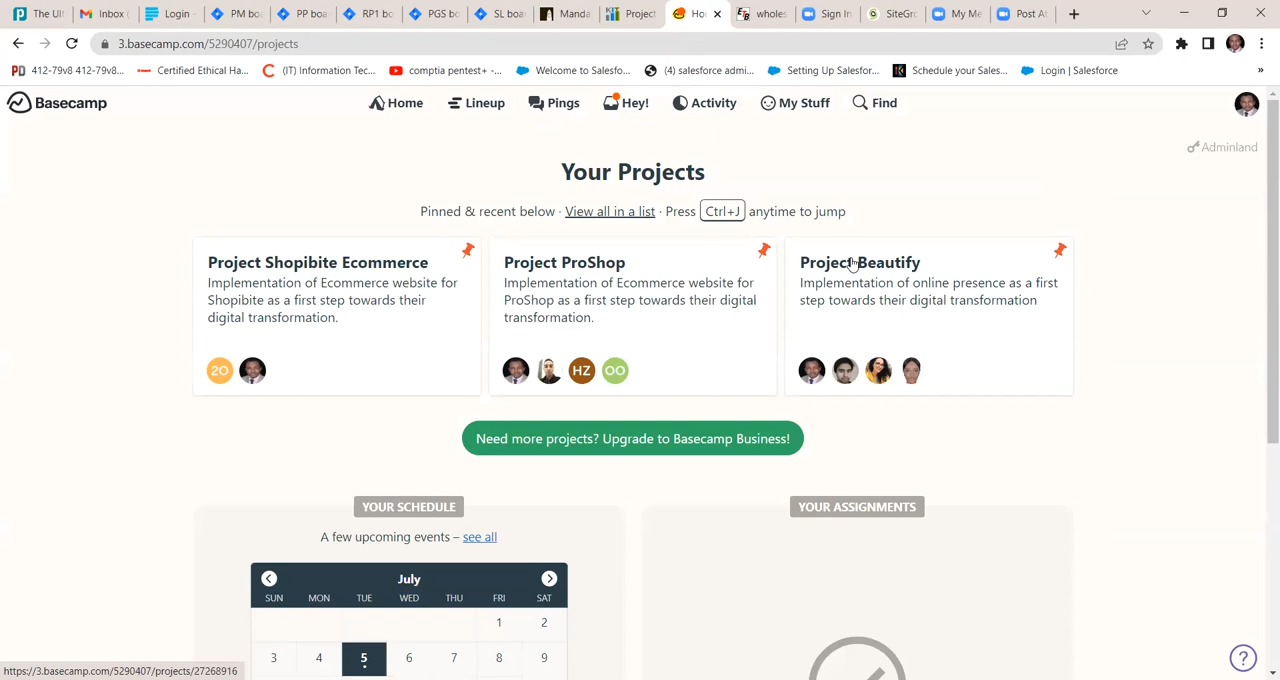 The Ul
Inbox (
Login -
PM bo
PP boa
RP1 bo
PGS bo
SL boar
Manda
Project
Ho
wholes
Sign In
SiteGro
My Me
Post At
3.basecamp.com/5290407/projects
412-79v8 412-79v8...
Certified Ethical Ha...
(IT) Information Tec...
comptia pentest+ -...
Welcome to Salesfo...
(4) salesforce admi...
Setting Up Salesfor...
Schedule your Sales...
Login | Salesforce
»
Basecamp
Home
Lineup
Pings
Hey!
Activity
My Stuff
Find
Adminland
Your Projects
Pinned & recent below · View all in a list · Press Ctrl+J anytime to jump
Project Shopibite Ecommerce
Implementation of Ecommerce website for
Shopibite as a first step towards their
digital transformation.
2O
Project ProShop
Implementation of Ecommerce website for
ProShop as a first step towards their digital
transformation.
HZ
OO
Project Beautify
Implementation of online presence as a first
step towards their digital transformation
Need more projects? Upgrade to Basecamp Business!
YOUR SCHEDULE
A few upcoming events – see all
July
SUN MON TUE WED THU FRI SAT
1 2
3 4 5 6 7 8 9
YOUR ASSIGNMENTS
?
https://3.basecamp.com/5290407/projects/27268916